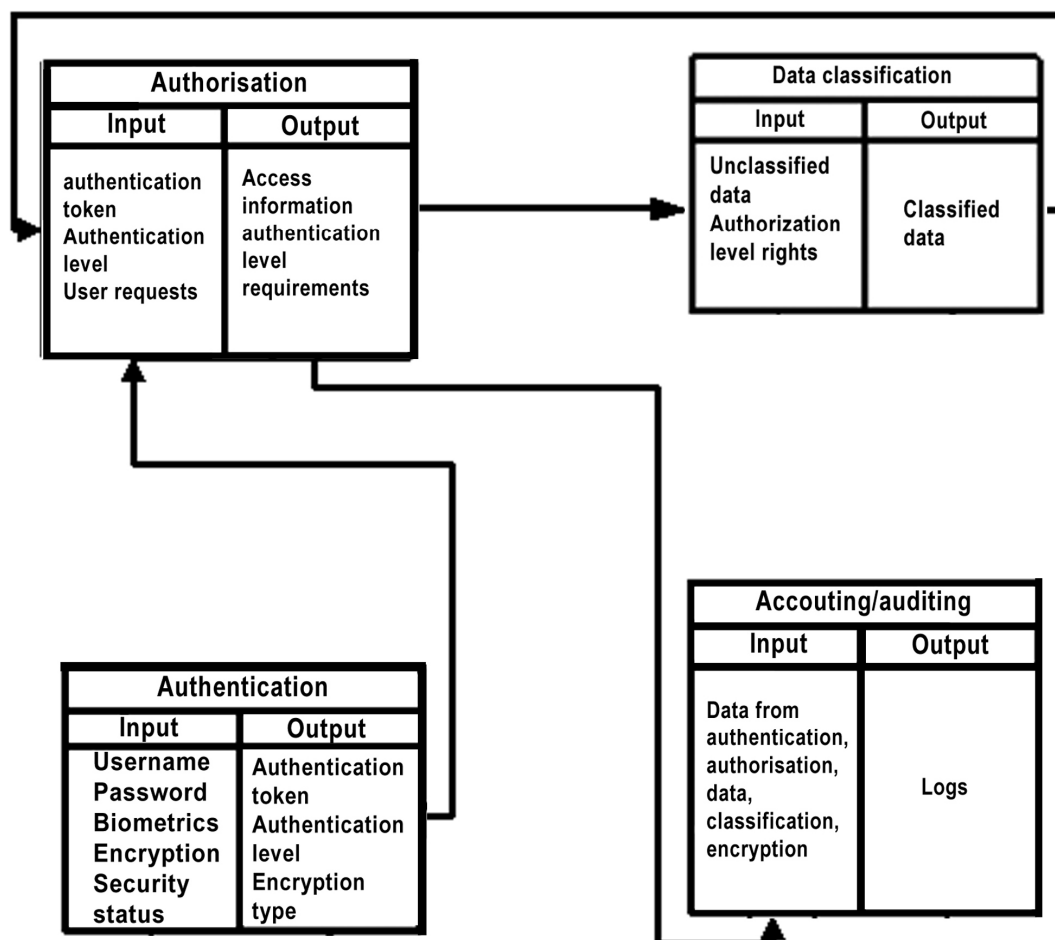 Authorisation
Input
Output
authentication
token
Authentication
level
User requests
Access
information
authentication
level
requirements
Data classification
Input
Output
Unclassified
data
Authorization
level rights
Classified
data
Authentication
Input
Output
Username
Password
Biometrics
Encryption
Security
status
Authentication
token
Authentication
level
Encryption
type
Accouting/auditing
Input
Output
Data from
authentication,
authorisation,
data,
classification,
encryption
Logs